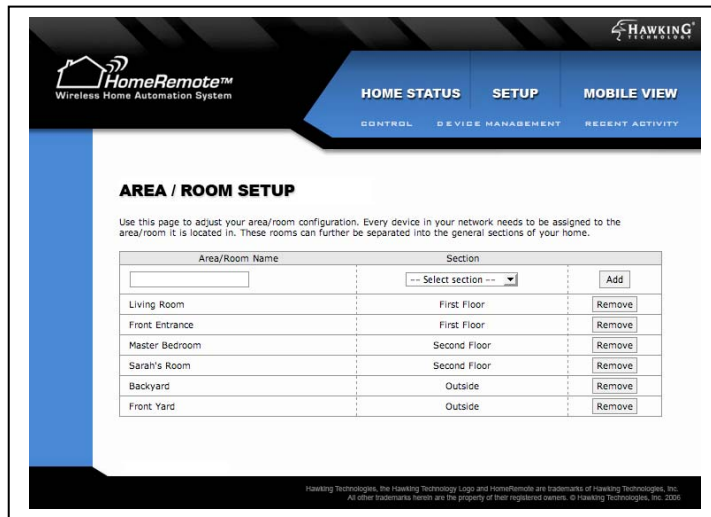 HAWKING
TECHNOLOGY
HomeRemote™
Wireless Home Automation System
HOME STATUS SETUP MOBILE VIEW
CONTROL DEVICE MANAGEMENT RECENT ACTIVITY
AREA / ROOM SETUP
Use this page to adjust your area/room configuration. Every device in your network needs to be assigned to the
area/room it is located in. These rooms can further be separated into the general sections of your home.
Area/Room Name Section
-- Select section -- Add
Living Room First Floor Remove
Front Entrance First Floor Remove
Master Bedroom Second Floor Remove
Sarah's Room Second Floor Remove
Backyard Outside Remove
Front Yard Outside Remove
Hawking Technologies, the Hawking Technology Logo and HomeRemote are trademarks of Hawking Technologies, Inc.
All other trademarks herein are the property of their registered owners. © Hawking Technologies, Inc. 2006